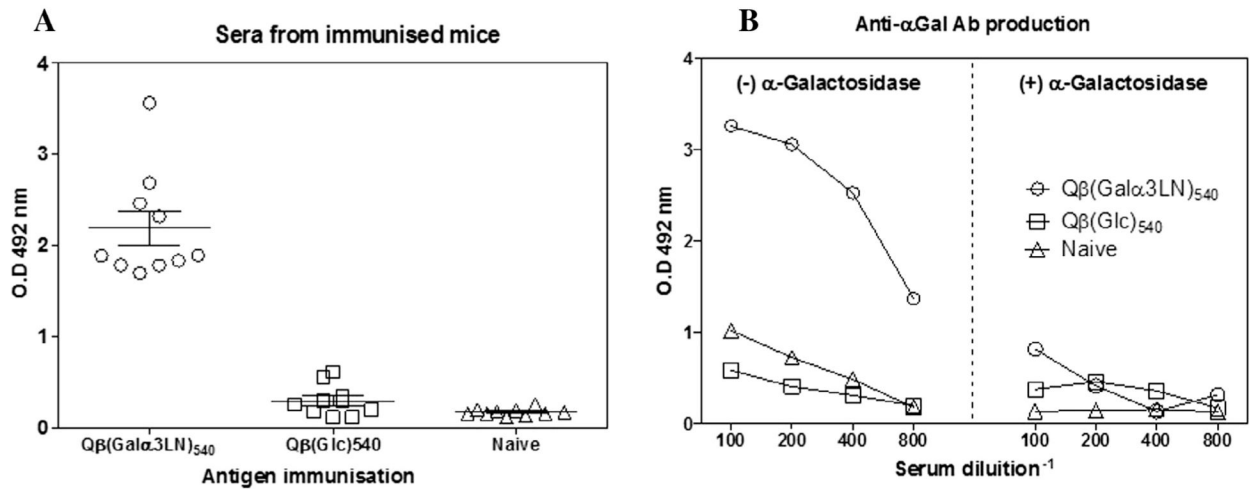 A
Sera from immunised mice
4
3
2
1
0
O.D 492 nm
Qβ(Galα3LN)540
Qβ(Glc)540
Naive
Antigen immunisation
B
Anti-αGal Ab production
(-) α-Galactosidase
(+) α-Galactosidase
4
3
2
1
0
O.D 492 nm
Qβ(Galα3LN)540
Qβ(Glc)540
Naive
100 200 400 800
100 200 400 800
Serum diluition-1